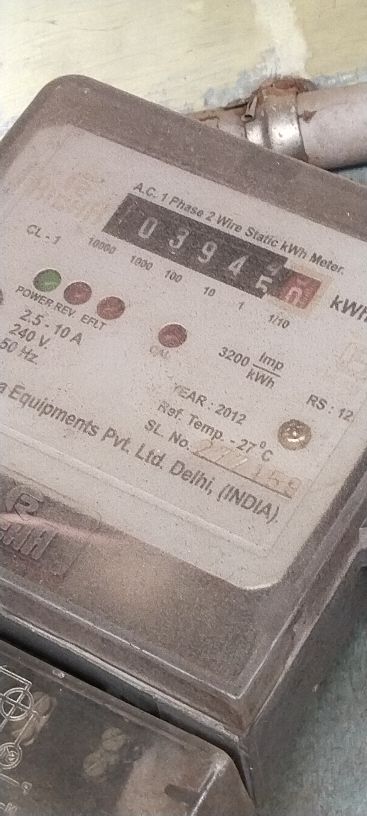 A.C. 1 Phase 2 Wire Static kWh Meter.
0 3 9 4 5 kWh
CL - 1 10000 1000 100 10 1 1/10
POWER REV. EFLT CAL
2.5 - 10 A 3200 Imp/kWh
240 V.
50 Hz.
YEAR : 2012 RS : 12
Ref. Temp. - 27°C
SL. No.
Equipments Pvt. Ltd. Delhi, (INDIA).